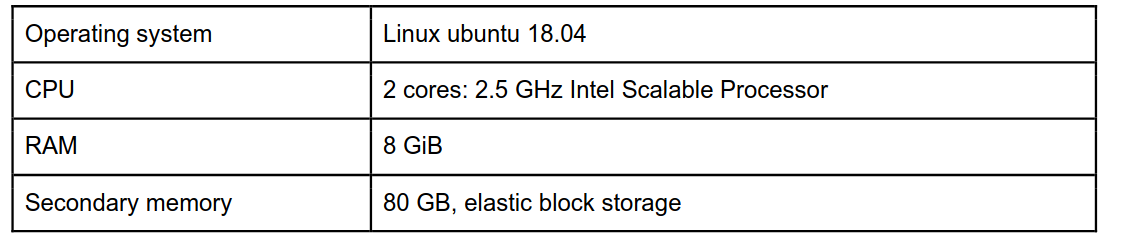 Operating system Linux ubuntu 18.04
CPU 2 cores: 2.5 GHz Intel Scalable Processor
RAM 8 GiB
Secondary memory 80 GB, elastic block storage